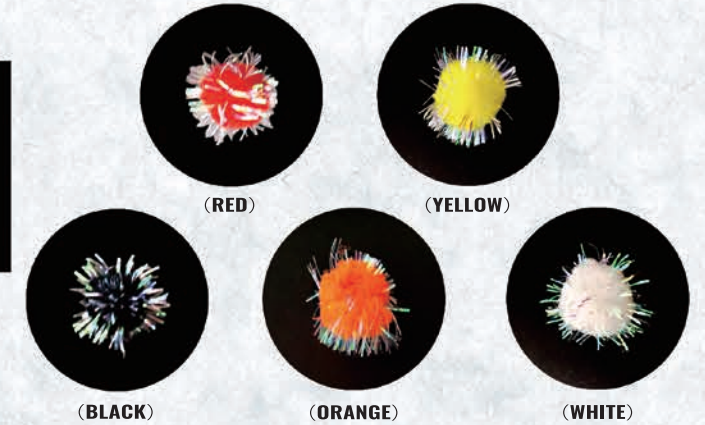 （RED）
（YELLOW）
（BLACK）
（ORANGE）
（WHITE）